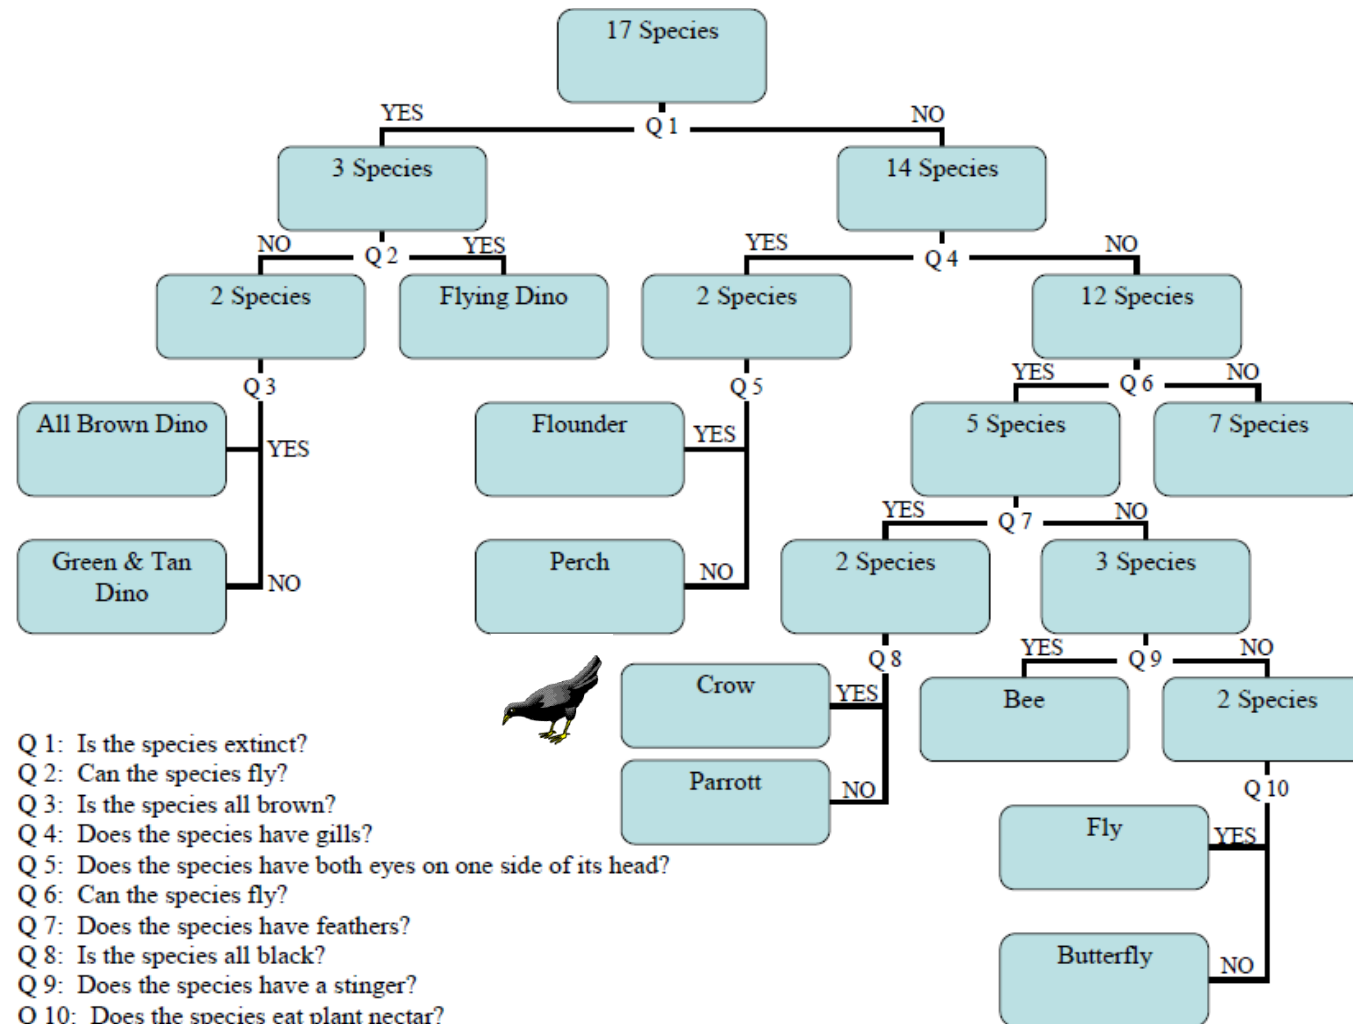 17 Species
YES
NO
Q 1
3 Species
14 Species
NO
YES
Q 2
YES
NO
Q 4
2 Species
Flying Dino
2 Species
12 Species
Q 3
Q 5
YES
NO
Q 6
All Brown Dino
YES
Flounder
YES
5 Species
7 Species
YES
NO
Q 7
Green & Tan
Dino
NO
Perch
NO
2 Species
3 Species
Q 8
YES
NO
Q 9
Crow
YES
Bee
2 Species
Parrott
NO
Q 10
Fly
YES
Butterfly
NO
Q 1: Is the species extinct?
Q 2: Can the species fly?
Q 3: Is the species all brown?
Q 4: Does the species have gills?
Q 5: Does the species have both eyes on one side of its head?
Q 6: Can the species fly?
Q 7: Does the species have feathers?
Q 8: Is the species all black?
Q 9: Does the species have a stinger?
Q 10: Does the species eat plant nectar?